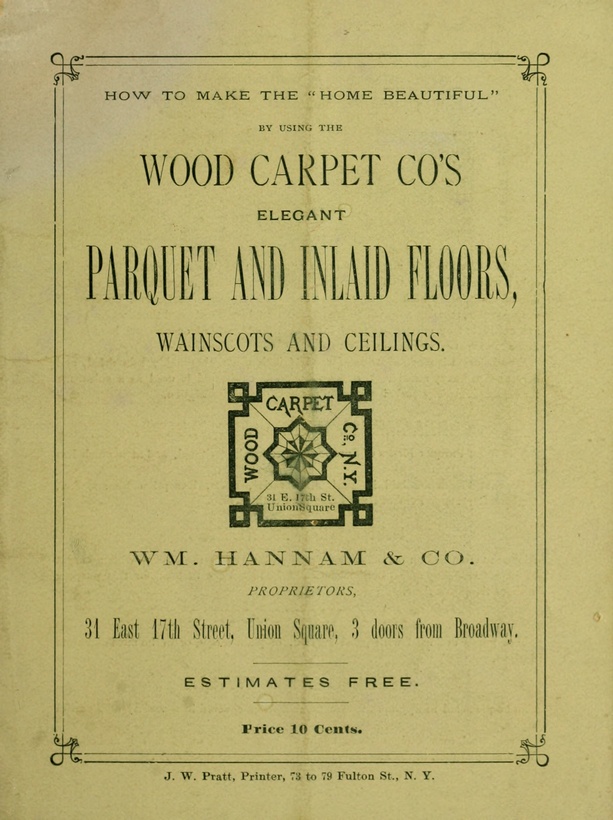 HOW TO MAKE THE "HOME BEAUTIFUL"
BY USING THE
WOOD CARPET CO'S
ELEGANT
PARQUET AND INLAID FLOORS,
WAINSCOTS AND CEILINGS.
WOOD CARPET Co., N.Y.
31 E. 17th St.
Union Square
WM. HANNAM & CO.
PROPRIETORS,
31 East 17th Street, Union Square, 3 doors from Broadway.
ESTIMATES FREE.
Price 10 Cents.
J. W. Pratt, Printer, 73 to 79 Fulton St., N. Y.